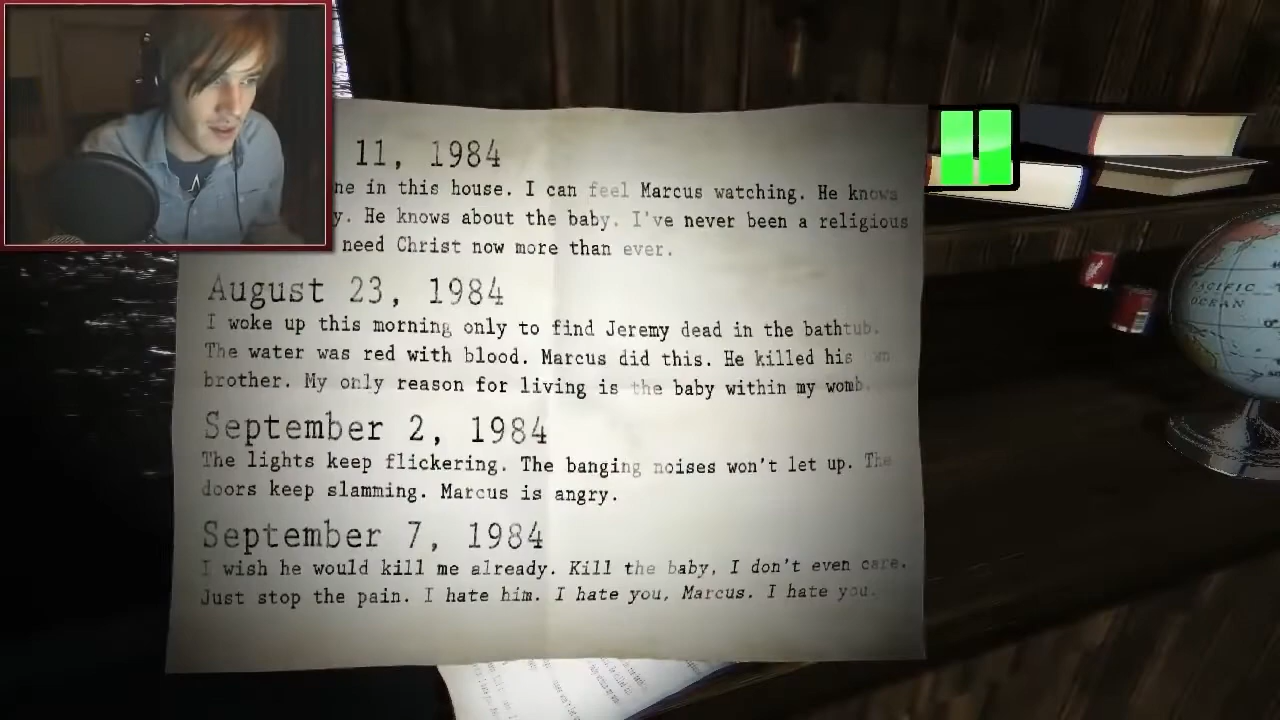 11, 1984
in this house. I can feel Marcus watching. He knows
He knows about the baby. I've never been a religious
need Christ now more than ever.
August 23, 1984
I woke up this morning only to find Jeremy dead in the bathtub.
The water was red with blood. Marcus did this. He killed his
brother. My only reason for living is the baby within my womb.
September 2, 1984
The lights keep flickering. The banging noises won't let up. The
doors keep slamming. Marcus is angry.
September 7, 1984
I wish he would kill me already. Kill the baby, I don't even care.
Just stop the pain. I hate him. I hate you, Marcus. I hate you.
PACIFIC
OCEAN